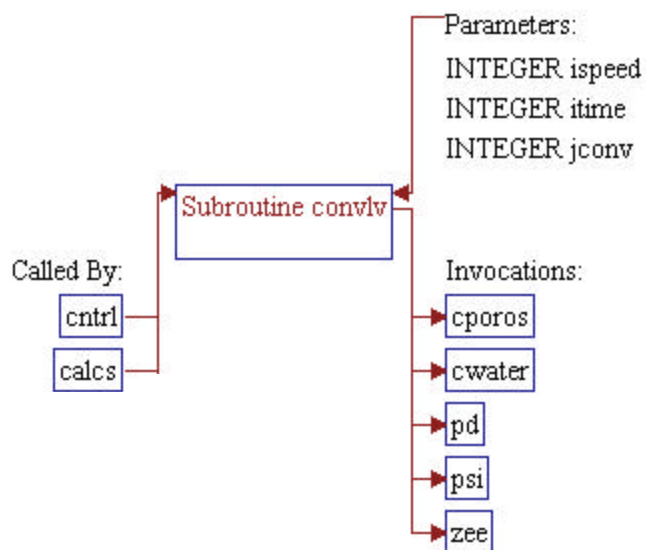 Parameters:
INTEGER ispeed
INTEGER itime
INTEGER jconv
Subroutine convlv
Called By:
cntrl
calcs
Invocations:
cporos
cwater
pd
psi
zee